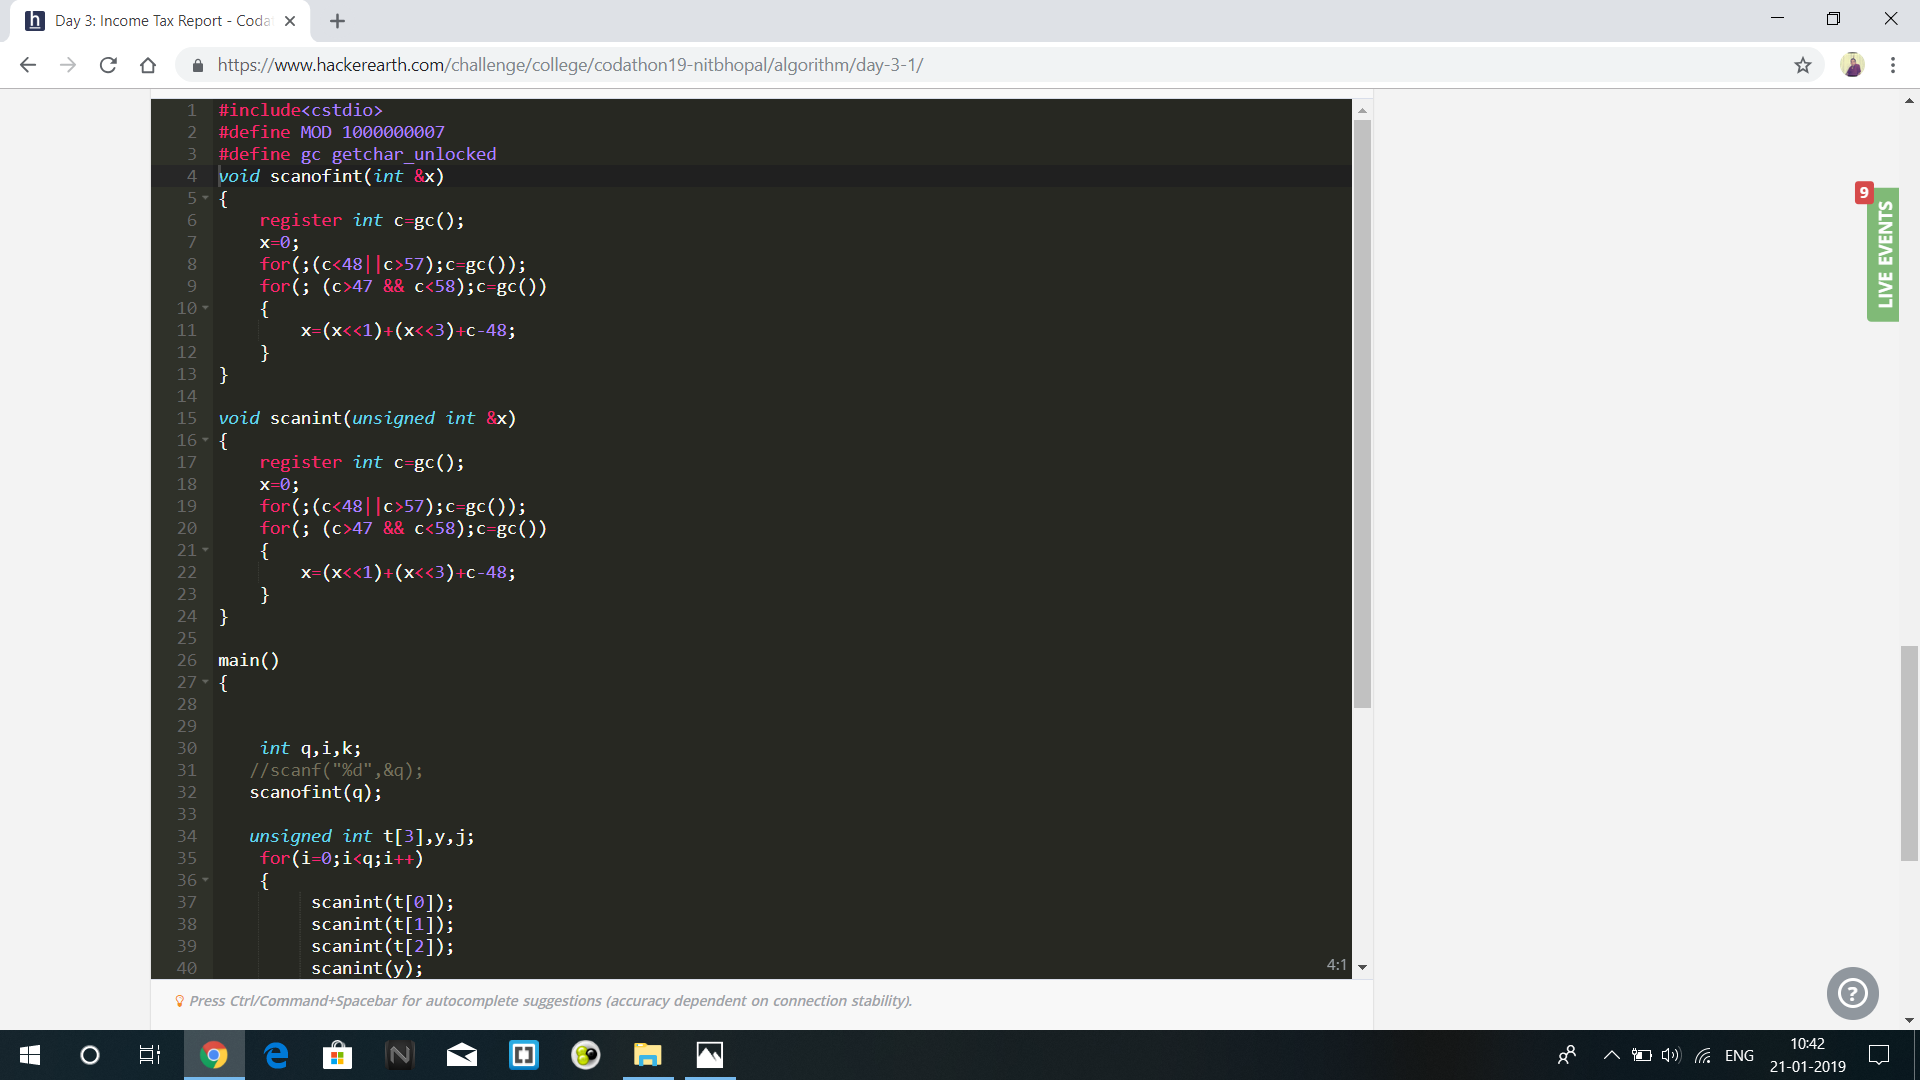 Day 3: Income Tax Report - Coda
https://www.hackerearth.com/challenge/college/codathon19-nitbhopal/algorithm/day-3-1/
1 #include<cstdio>
2 #define MOD 1000000007
3 #define gc getchar_unlocked
4 void scanofint(int &x)
5 {
6 register int c=gc();
7 x=0;
8 for(;(c<48||c>57);c=gc());
9 for(; (c>47 && c<58);c=gc())
10 {
11 x=(x<<1)+(x<<3)+c-48;
12 }
13 }
14
15 void scanint(unsigned int &x)
16 {
17 register int c=gc();
18 x=0;
19 for(;(c<48||c>57);c=gc());
20 for(; (c>47 && c<58);c=gc())
21 {
22 x=(x<<1)+(x<<3)+c-48;
23 }
24 }
25
26 main()
27 {
28
29
30 int q,i,k;
31 //scanf("%d",&q);
32 scanofint(q);
33
34 unsigned int t[3],y,j;
35 for(i=0;i<q;i++)
36 {
37 scanint(t[0]);
38 scanint(t[1]);
39 scanint(t[2]);
40 scanint(y);
4:1
Press Ctrl/Command+Spacebar for autocomplete suggestions (accuracy dependent on connection stability).
9
LIVE EVENTS
?
ENG
10:42
21-01-2019